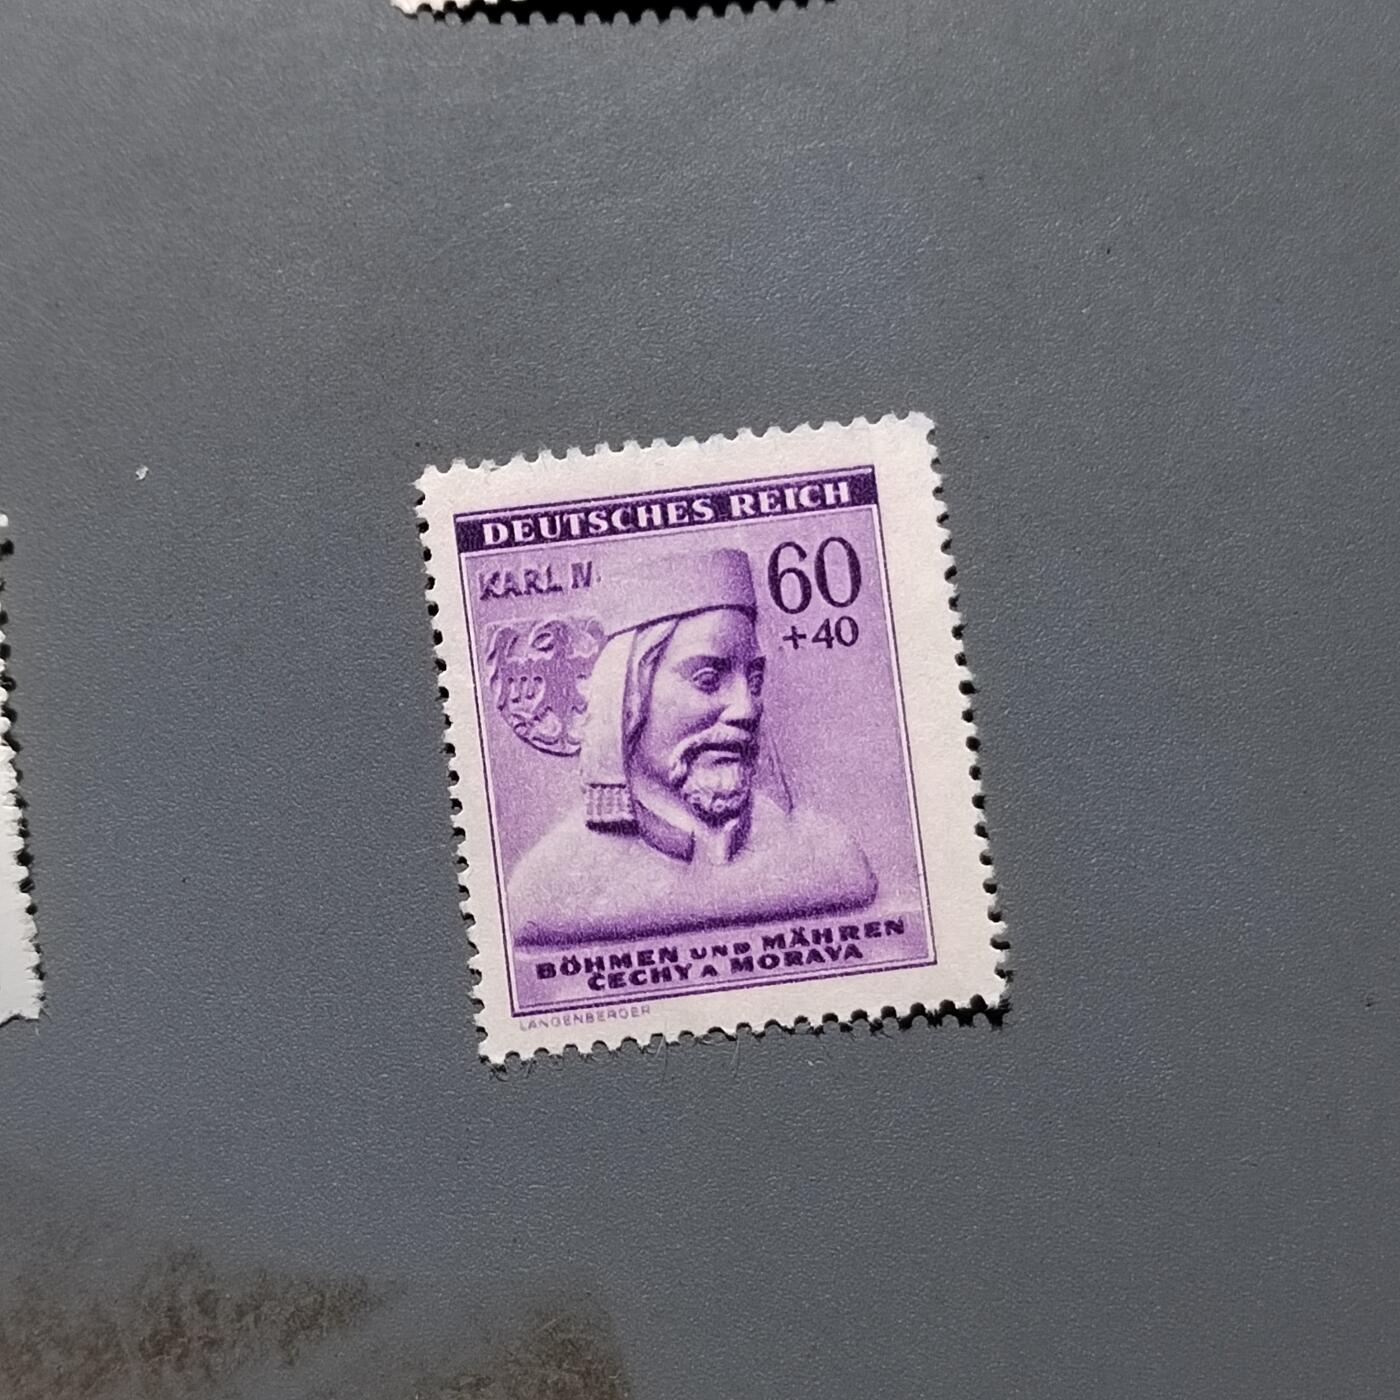 DEUTSCHES REICH
KARL IV.
60
+40
BÖHMEN UND MÄHREN
ČECHY A MORAVA
LANGENBERGER